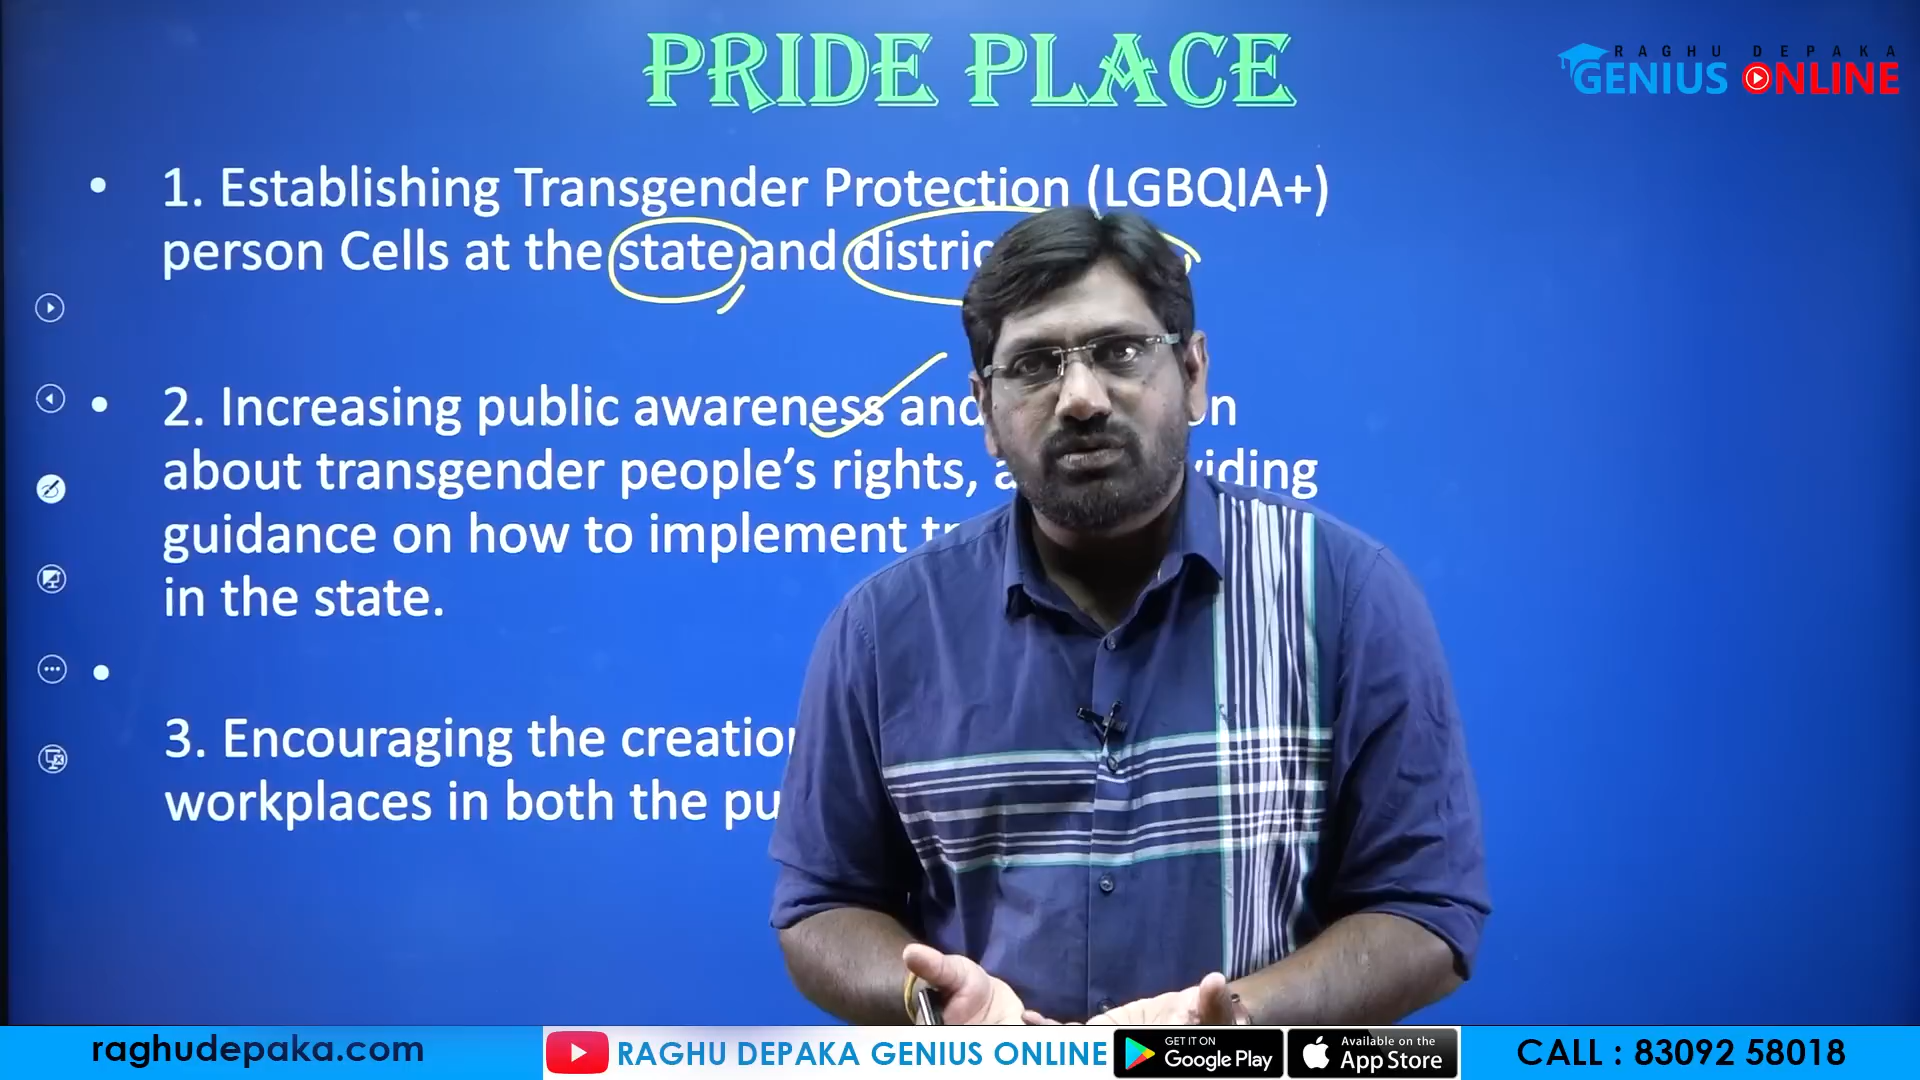 PRIDE PLACE
RAGHU DEPAKA
GENIUS ONLINE
1. Establishing Transgender Protection (LGBQIA+)
person Cells at the state and
2. Increasing public awareness and
about transgender people's rights,
guidance on how to implement
in the state.
3. Encouraging the
workplaces in both the
raghudepaka.com
RAGHU DEPAKA GENIUS ONLINE
GET IT ON
Google Play
Available on the
App Store
CALL : 83092 58018